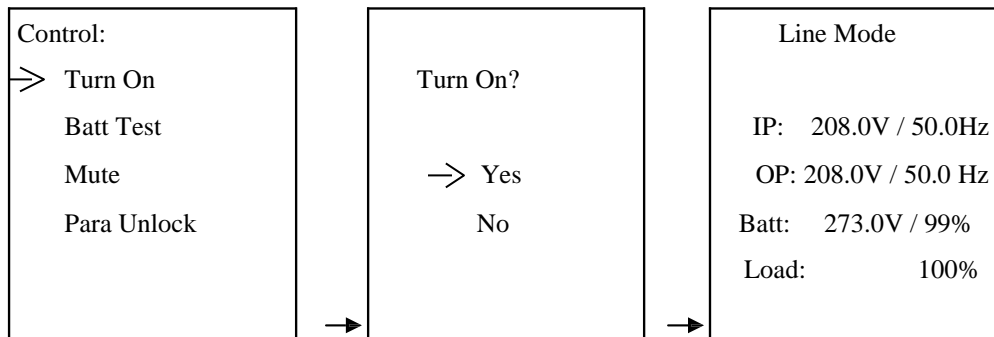 Control:
Turn On
Batt Test
Mute
Para Unlock
Turn On?
Yes
No
Line Mode
IP: 208.0V / 50.0Hz
OP: 208.0V / 50.0 Hz
Batt: 273.0V / 99%
Load: 100%